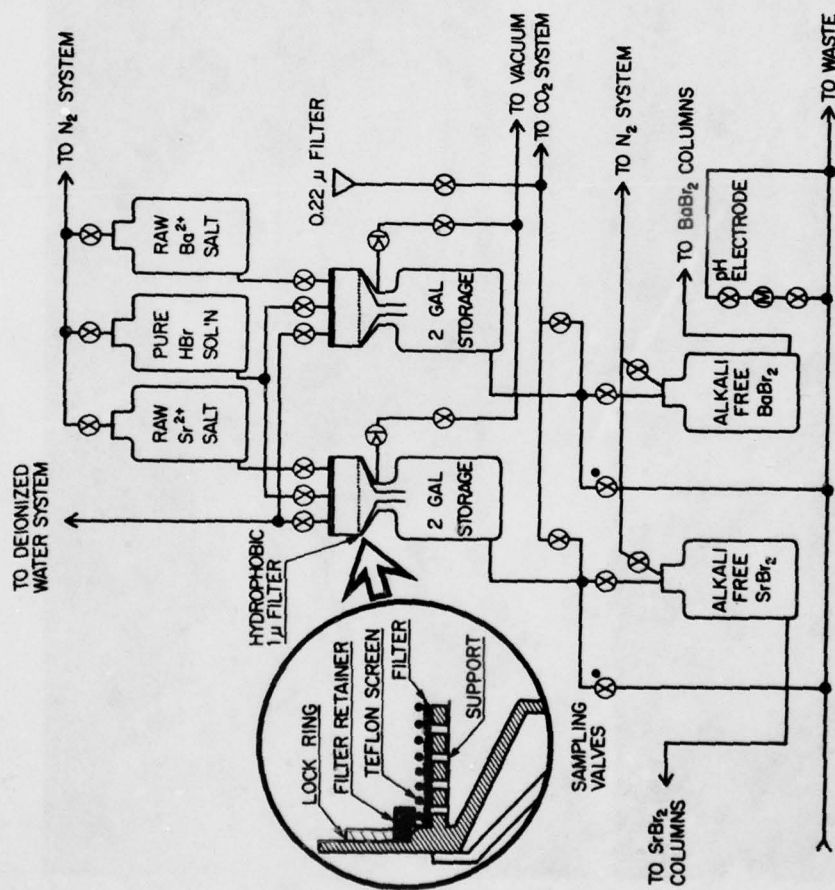 TO DEIONIZED
WATER SYSTEM
TO N₂ SYSTEM
RAW
Sr²⁺
SALT
PURE
HBr
SOL'N
RAW
Ba²⁺
SALT
HYDROPHOBIC
1 µ FILTER
0.22 µ FILTER
2 GAL
STORAGE
2 GAL
STORAGE
TO VACUUM
TO CO₂ SYSTEM
LOCK RING
FILTER RETAINER
TEFLON SCREEN
FILTER
SUPPORT
SAMPLING
VALVES
TO N₂ SYSTEM
TO BaBr₂ COLUMNS
pH
ELECTRODE
M
ALKALI
FREE
SrBr₂
ALKALI
FREE
BaBr₂
TO SrBr₂
COLUMNS
TO WASTE